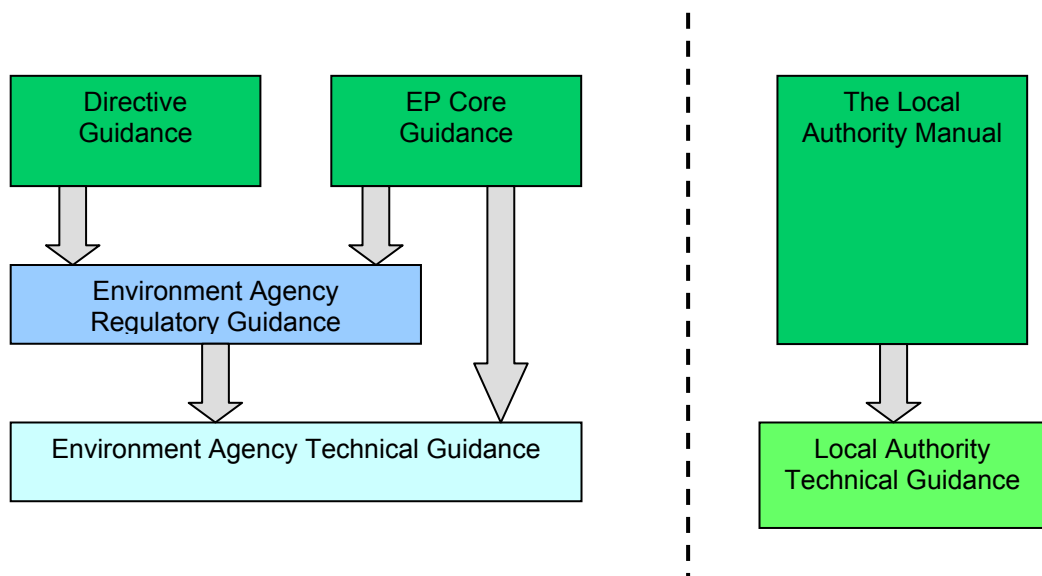 Directive
Guidance
EP Core
Guidance
The Local
Authority Manual
Environment Agency
Regulatory Guidance
Environment Agency Technical Guidance
Local Authority
Technical Guidance